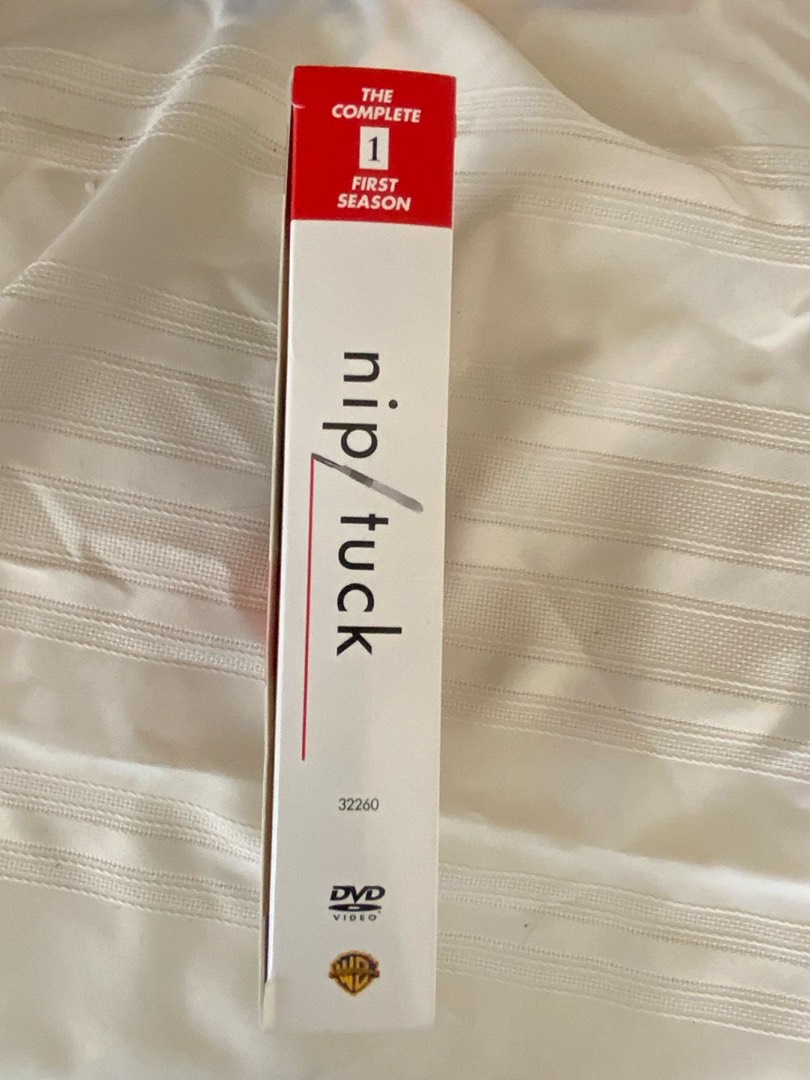 THE
COMPLETE
1
FIRST
SEASON
nip/tuck
32260
DVD
VIDEO
WB